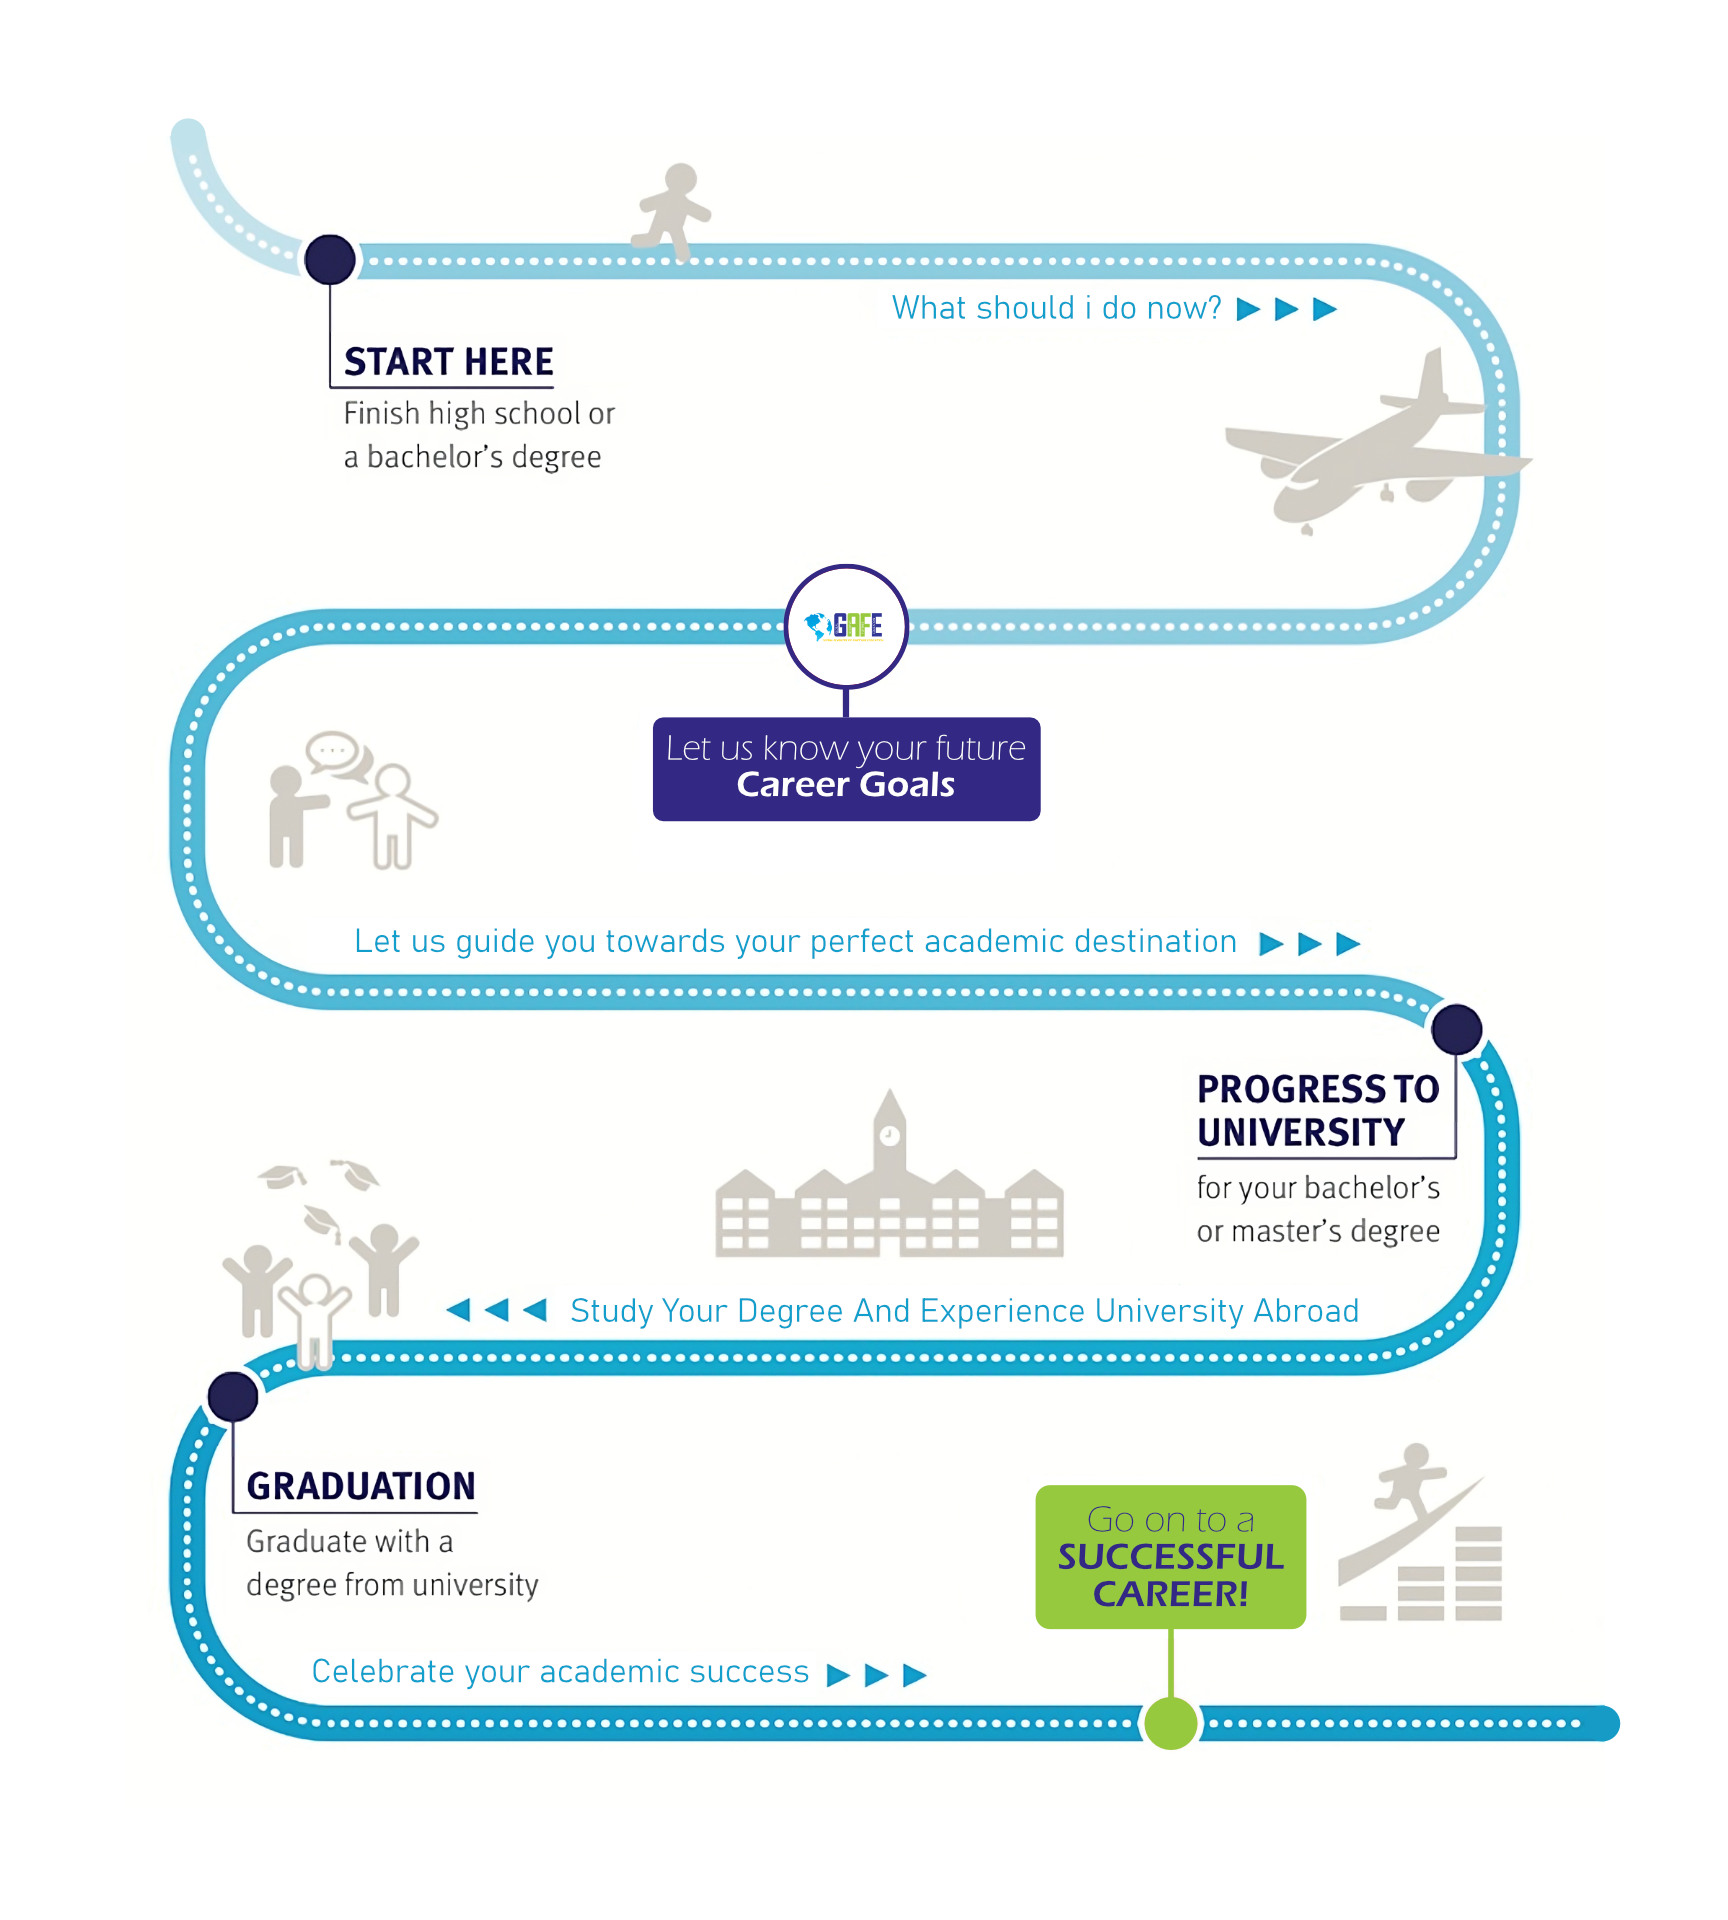 What should i do now?
START HERE
Finish high school or
a bachelor's degree
GAFE
Let us know your future
Career Goals
Let us guide you towards your perfect academic destination
PROGRESS TO
UNIVERSITY
for your bachelor's
or master's degree
Study Your Degree And Experience University Abroad
GRADUATION
Graduate with a
degree from university
Go on to a
SUCCESSFUL
CAREER!
Celebrate your academic success